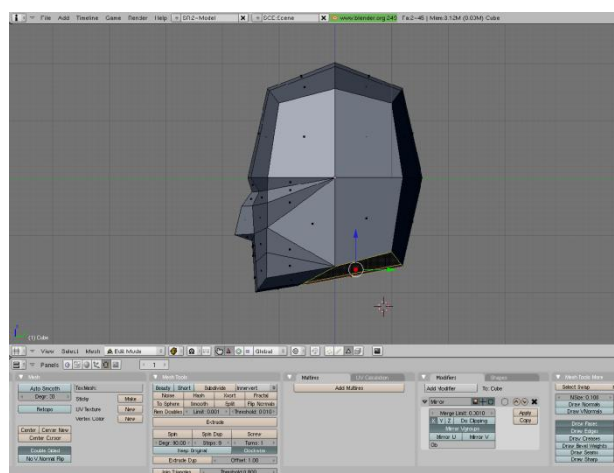 File Add Timeline Game Render Help SR:2-Model SCE:Scene www.blender.org 245
(1) Cube
View Select Mesh Edit Mode Global
Panels 1
Mesh
Auto Smooth
Degr: 30
Retopo
Sticky Make
UV Texture New
Vertex Color New
Center Center New
Center Cursor
Double Sided
No V.Normal Flip
Mesh Tools
Beauty Short Subdivide Innervert
Noise Hash Xsort Fractal
To Sphere Smooth Split Flip Normals
Rem Doubles Limit: 0.001 Threshold: 0.010
Extrude
Spin Spin Dup Screw
Degr: 90.00 Steps: 9 Turns: 1
Keep Original Clockwise
Extrude Dup Offset: 1.00
Join Triangles
Multires
Add Multires
Modifiers Shapes
Add Modifier To: Cube
Mirror
Merge Limit: 0.0010
X Y Z Do Clipping
Mirror Vgroups
Mirror U Mirror V
Ob:
Apply
Copy
Mesh Tools More
Select Swap
NSize: 0.100
Draw Normals
Draw VNormals
Draw Faces
Draw Edges
Draw Creases
Draw Bevel Weights
Draw Seams
Draw Sharp